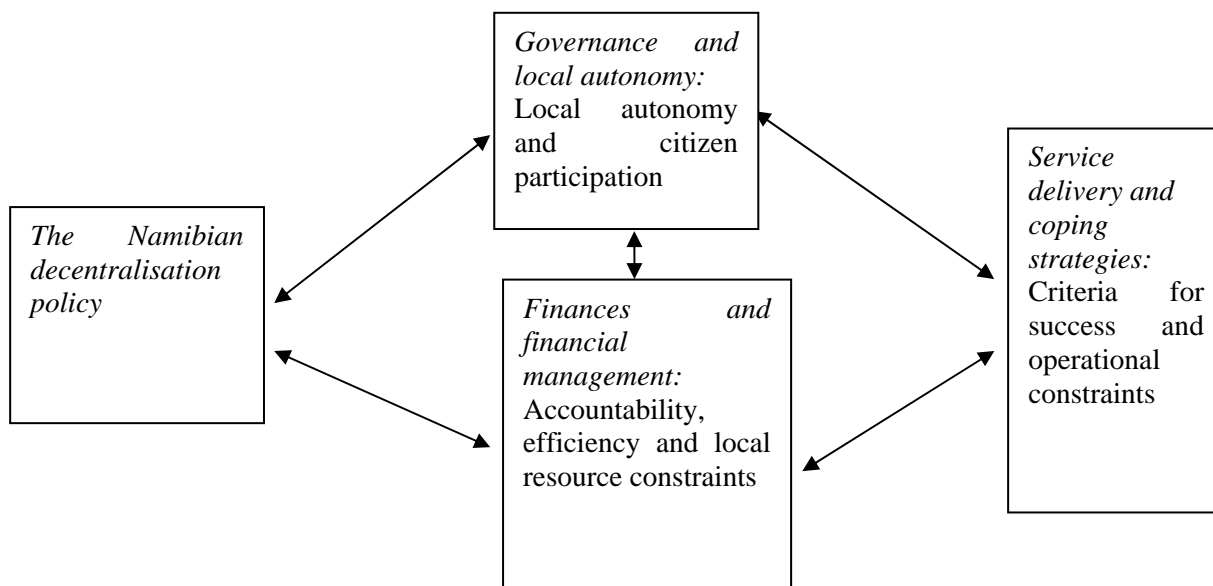 Governance and
local autonomy:
Local autonomy
and citizen
participation
The Namibian
decentralisation
policy
Finances and
financial
management:
Accountability,
efficiency and local
resource constraints
Service
delivery and
coping
strategies:
Criteria for
success and
operational
constraints